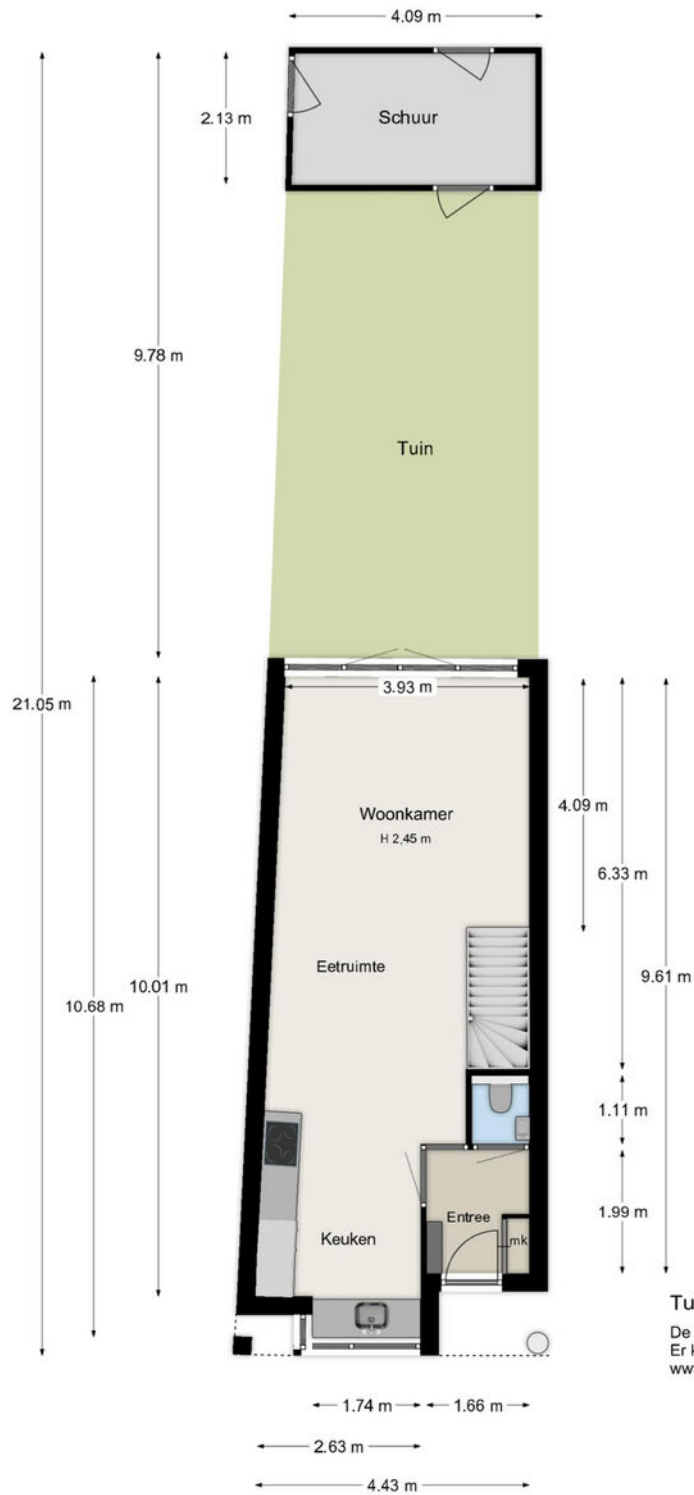 4.09 m
Schuur
2.13 m
9.78 m
Tuin
3.93 m
21.05 m
4.09 m
Woonkamer
H 2,45 m
6.33 m
Eetruimte
9.61 m
10.01 m
10.68 m
1.11 m
1.99 m
Entree
Keuken
mk
Tu
De
Er
ww
1.74 m
1.66 m
2.63 m
4.43 m